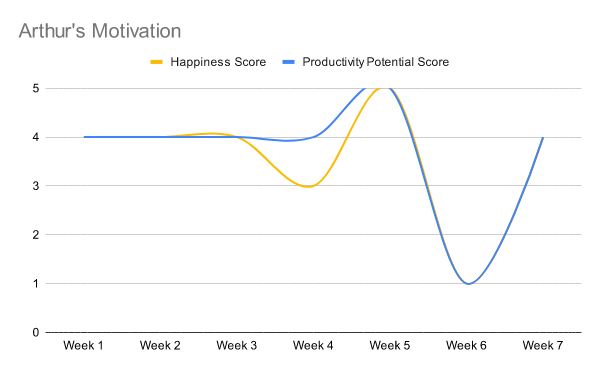 Arthur's Motivation
Happiness Score Productivity Potential Score
5
4
3
2
1
0
Week 1 Week 2 Week 3 Week 4 Week 5 Week 6 Week 7